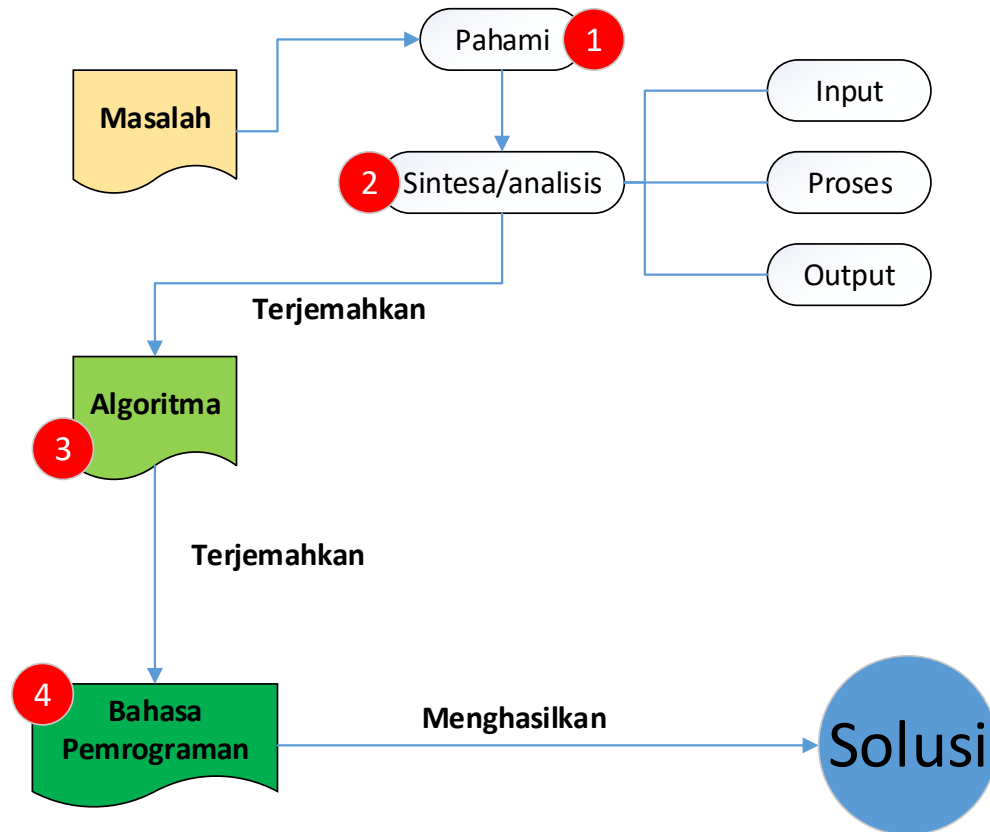 Pahami
1
Masalah
Input
2
Sintesa/analisis
Proses
Output
Terjemahkan
Algoritma
3
Terjemahkan
4
Bahasa
Pemrograman
Menghasilkan
Solusi